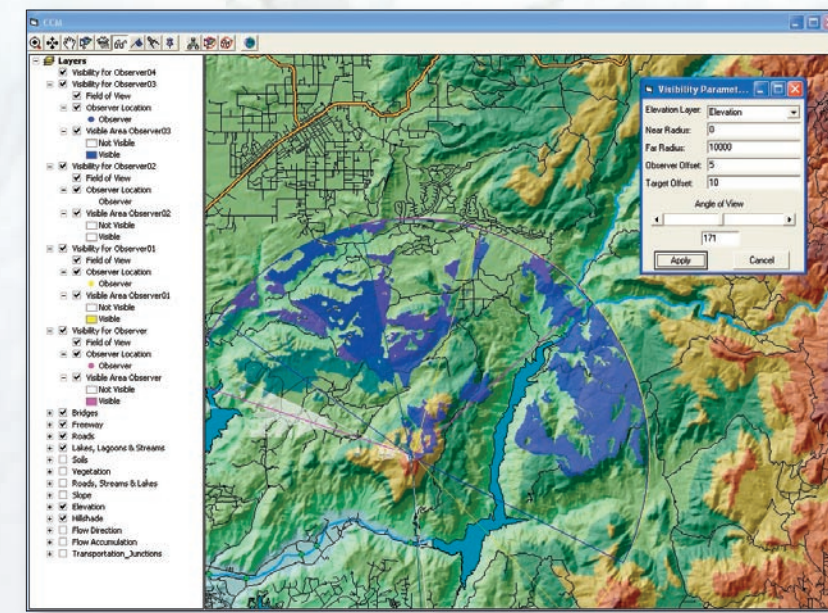 CCM
Layers
Visibility for Observer04
Visibility for Observer03
Field of View
Observer Location
Observer
Visible Area Observer03
Not Visible
Visible
Visibility for Observer02
Field of View
Observer Location
Observer
Visible Area Observer02
Not Visible
Visible
Visibility for Observer01
Field of View
Observer Location
Observer
Visible Area Observer01
Not Visible
Visible
Visibility for Observer
Field of View
Observer Location
Observer
Visible Area Observer
Not Visible
Visible
Bridges
Freeway
Roads
Lakes, Lagoons & Streams
Soils
Vegetation
Roads, Streams & Lakes
Slope
Elevation
Hillshade
Flow Direction
Flow Accumulation
Transportation_Junctions
Visibility Paramet...
Elevation Layer: Elevation
Near Radius: 0
Far Radius: 10000
Observer Offset: 5
Target Offset: 10
Angle of View
171
Apply Cancel